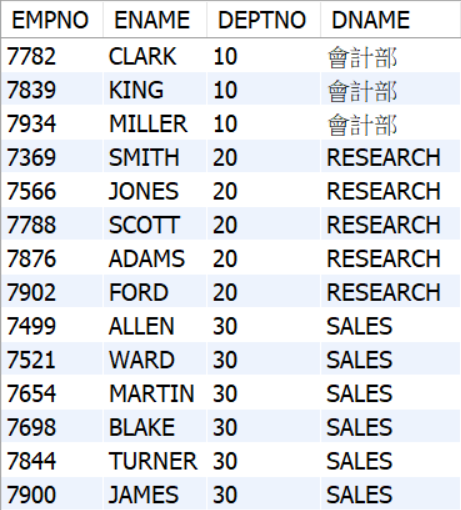 EMPNO ENAME DEPTNO DNAME
7782 CLARK 10 會計部
7839 KING 10 會計部
7934 MILLER 10 會計部
7369 SMITH 20 RESEARCH
7566 JONES 20 RESEARCH
7788 SCOTT 20 RESEARCH
7876 ADAMS 20 RESEARCH
7902 FORD 20 RESEARCH
7499 ALLEN 30 SALES
7521 WARD 30 SALES
7654 MARTIN 30 SALES
7698 BLAKE 30 SALES
7844 TURNER 30 SALES
7900 JAMES 30 SALES